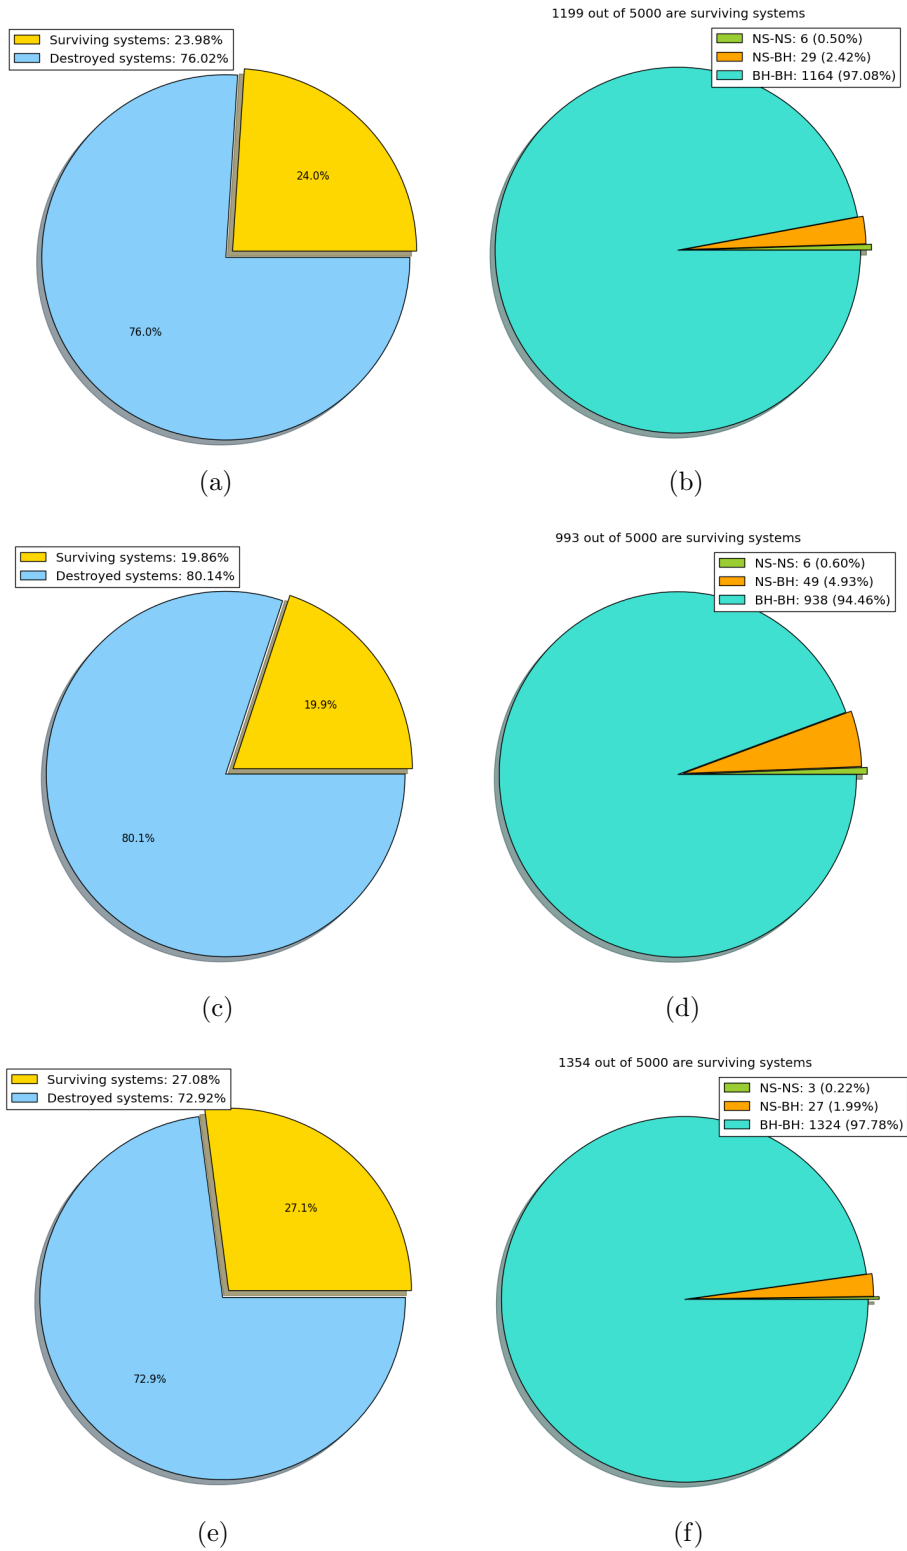 Surviving systems: 23.98%
Destroyed systems: 76.02%
24.0%
76.0%
(a)
1199 out of 5000 are surviving systems
NS-NS: 6 (0.50%)
NS-BH: 29 (2.42%)
BH-BH: 1164 (97.08%)
(b)
Surviving systems: 19.86%
Destroyed systems: 80.14%
19.9%
80.1%
(c)
993 out of 5000 are surviving systems
NS-NS: 6 (0.60%)
NS-BH: 49 (4.93%)
BH-BH: 938 (94.46%)
(d)
Surviving systems: 27.08%
Destroyed systems: 72.92%
27.1%
72.9%
(e)
1354 out of 5000 are surviving systems
NS-NS: 3 (0.22%)
NS-BH: 27 (1.99%)
BH-BH: 1324 (97.78%)
(f)